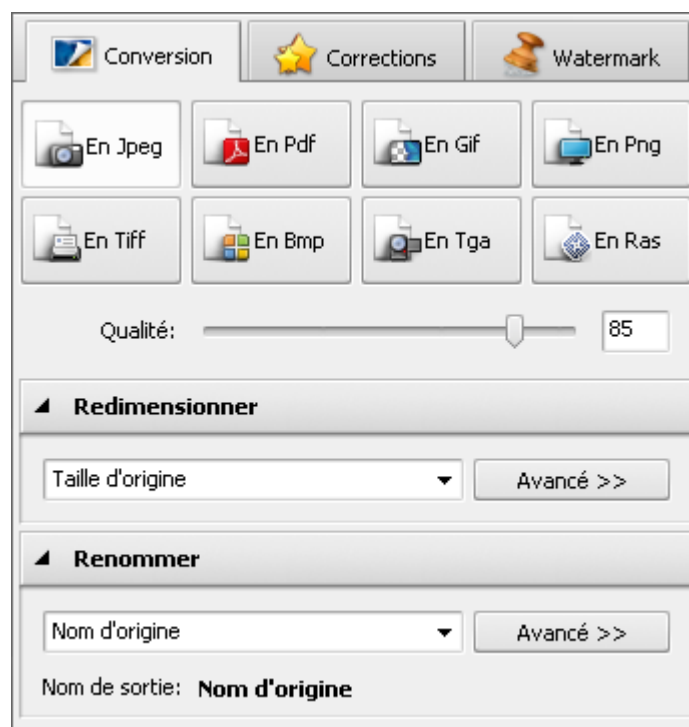 Conversion Corrections Watermark
En Jpeg En Pdf En Gif En Png
En Tiff En Bmp En Tga En Ras
Qualité: 85
Redimensionner
Taille d'origine Avancé >>
Renommer
Nom d'origine Avancé >>
Nom de sortie: Nom d'origine